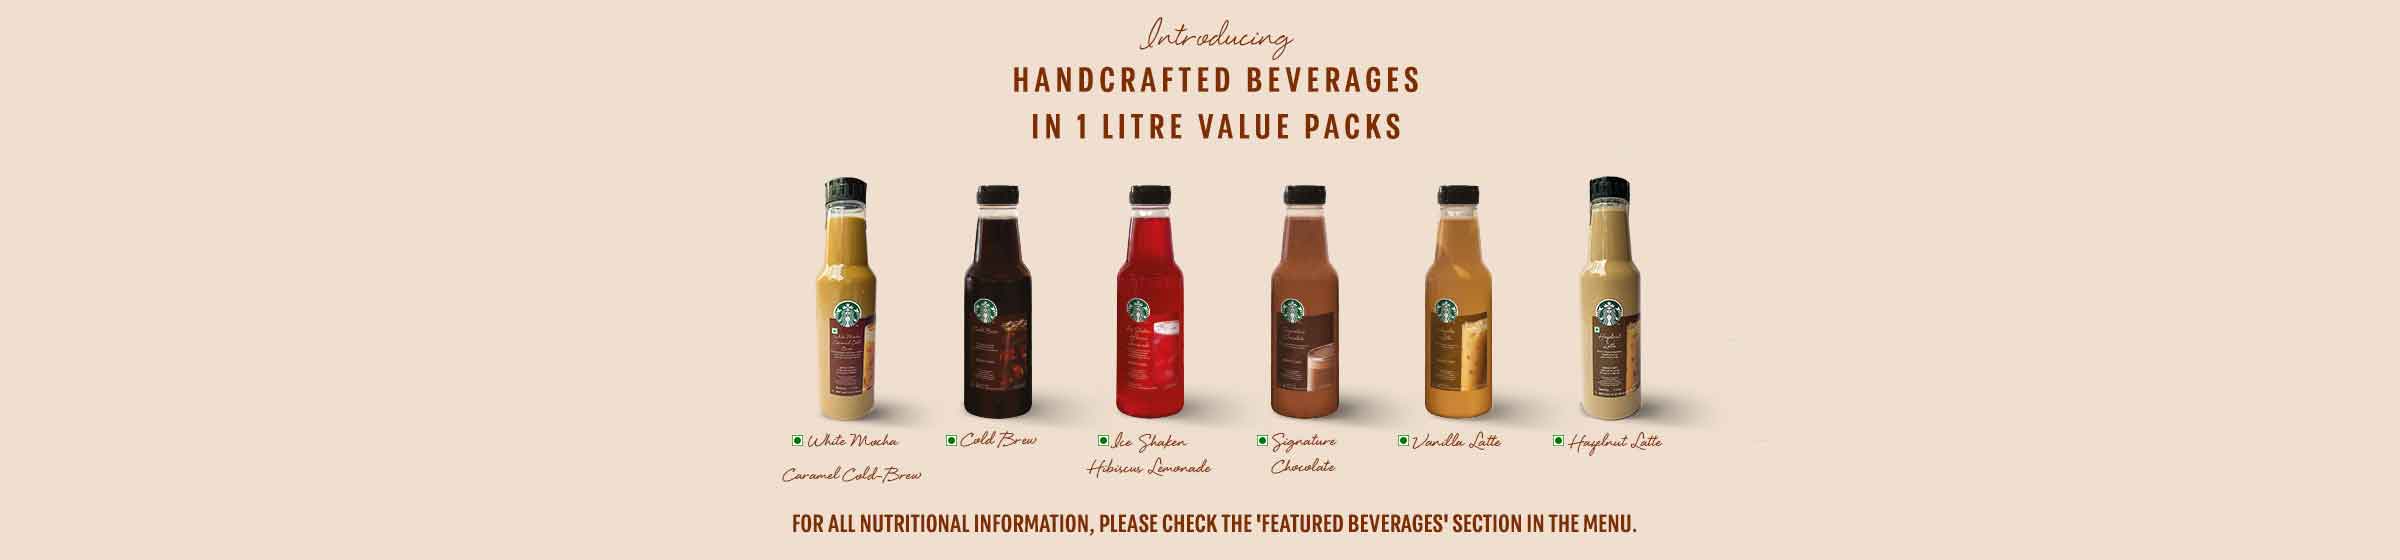 Introducing
HANDCRAFTED BEVERAGES
IN 1 LITRE VALUE PACKS
White Mocha
Caramel Cold-Brew
Cold Brew
Ice Shaken
Hibiscus Lemonade
Signature
Chocolate
Vanilla Latte
Hazelnut Latte
FOR ALL NUTRITIONAL INFORMATION, PLEASE CHECK THE 'FEATURED BEVERAGES' SECTION IN THE MENU.